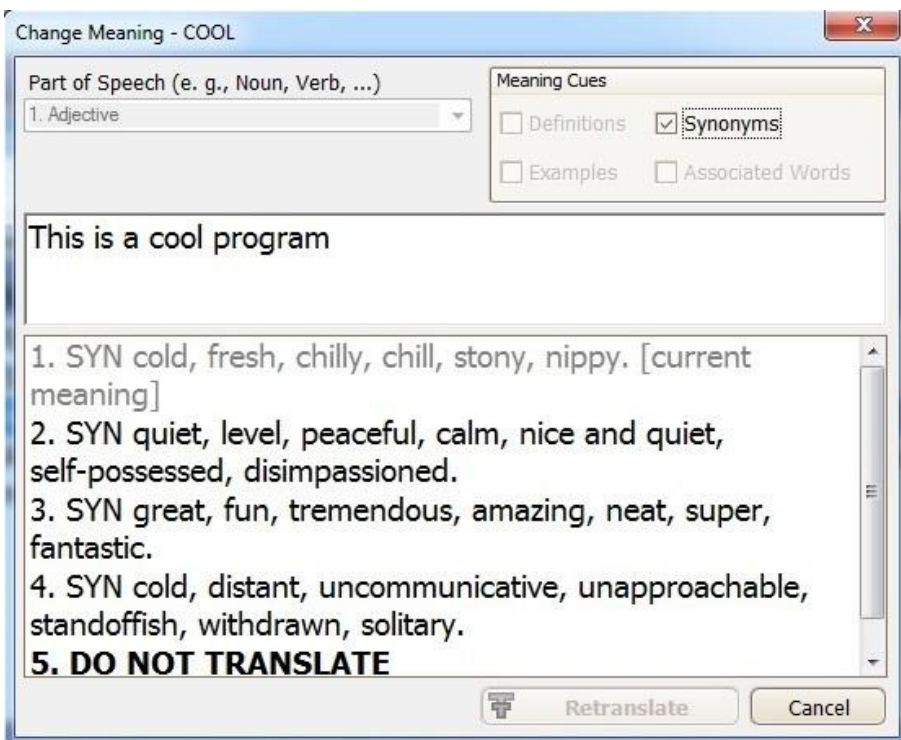 Change Meaning - COOL
x
Part of Speech (e. g., Noun, Verb, ...)
1. Adjective
Meaning Cues
Definitions
Synonyms
Examples
Associated Words
This is a cool program
1. SYN cold, fresh, chilly, chill, stony, nippy. [current
meaning]
2. SYN quiet, level, peaceful, calm, nice and quiet,
self-possessed, disimpassioned.
3. SYN great, fun, tremendous, amazing, neat, super,
fantastic.
4. SYN cold, distant, uncommunicative, unapproachable,
standoffish, withdrawn, solitary.
5. DO NOT TRANSLATE
Retranslate
Cancel